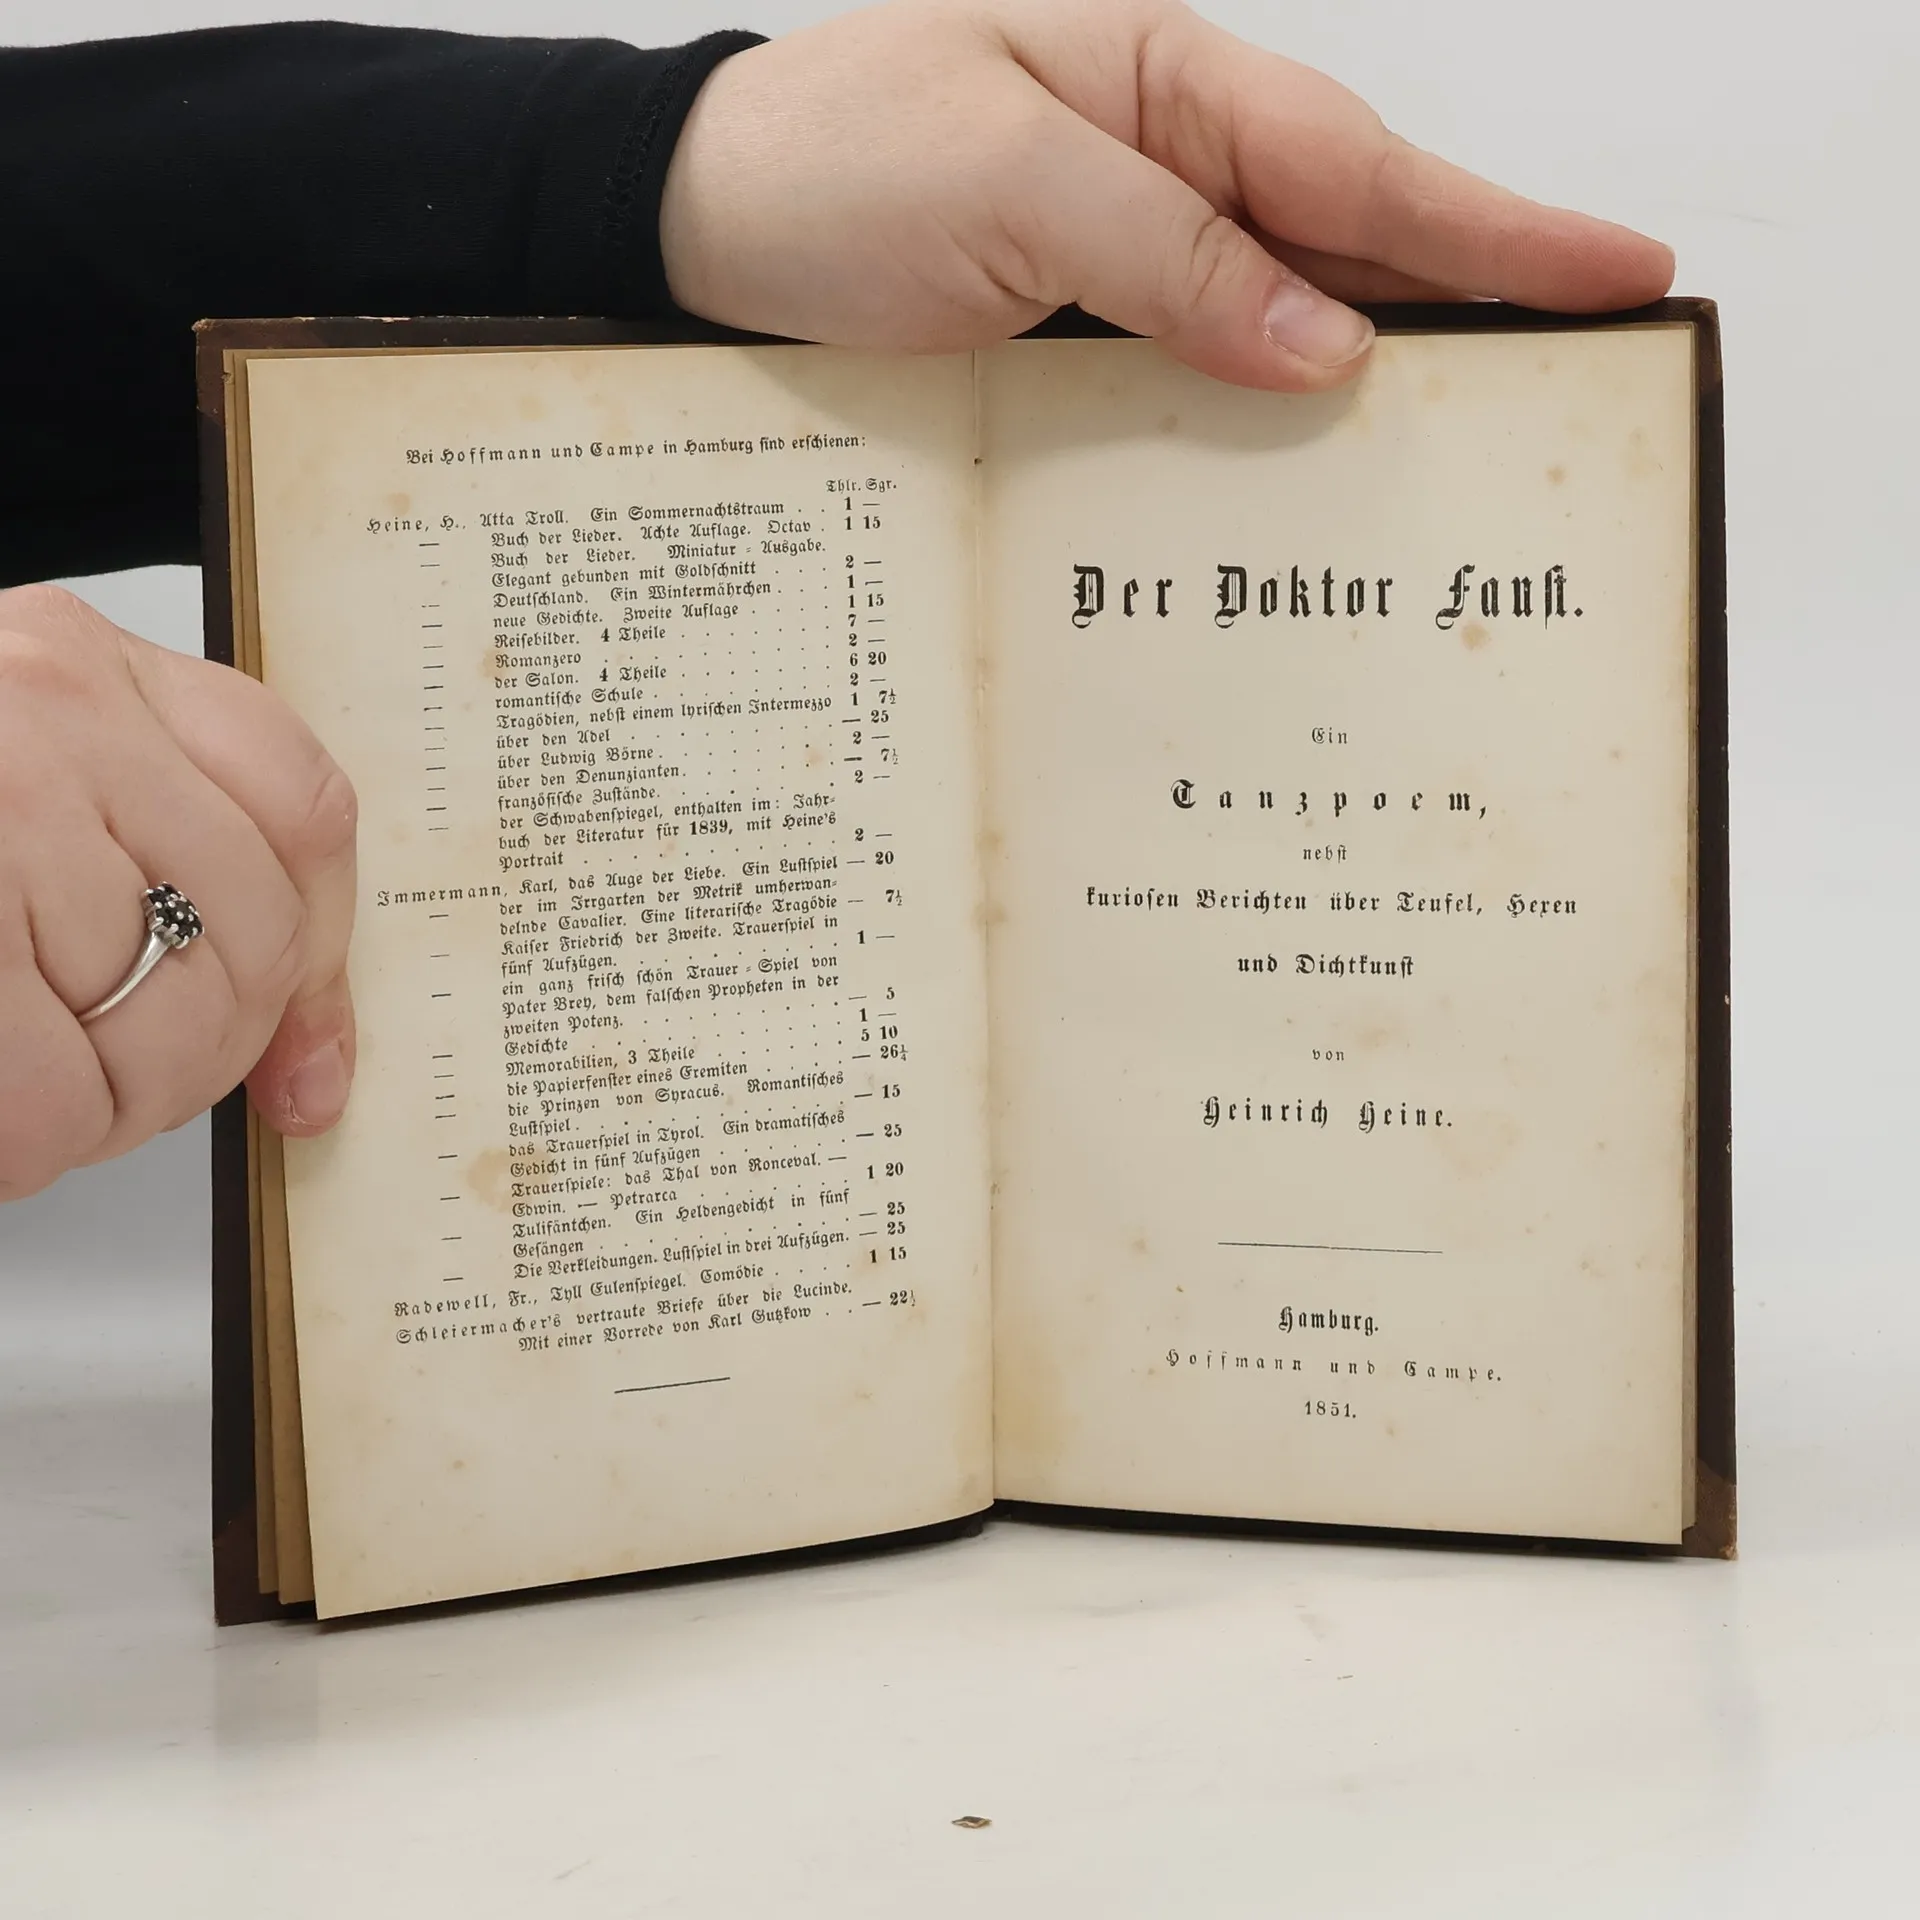 Bei Hoffmann und Campe in Hamburg sind erschienen:
Thlr. Sgr.
Heine, H., Atta Troll. Ein Sommernachtstraum . . 1 —
— Buch der Lieder. Achte Auflage. Octav . 1 15
— Buch der Lieder. Miniatur-Ausgabe.
Elegant gebunden mit Goldschnitt . . . 2 —
— Deutschland. Ein Wintermährchen . . . 1 —
— neue Gedichte. Zweite Auflage . . . . 1 15
— Reisebilder. 4 Theile . . . . . . . 7 —
— Romanzero . . . . . . . . . . 2 —
— der Salon. 4 Theile . . . . . . . 6 20
— romantische Schule . . . . . . . . 2 —
— Tragödien, nebst einem lyrischen Intermezzo 1 7½
— über den Adel . . . . . . . . . — 25
— über Ludwig Börne . . . . . . . . 2 —
— über den Denunzianten. . . . . . . — 7½
— französische Zustände. . . . . . . . 2 —
— der Schwabenspiegel, enthalten im: Jahr-
buch der Literatur für 1839, mit Heine's
Portrait . . . . . . . . . . 2 —
Immermann, Karl, das Auge der Liebe. Ein Lustspiel — 20
— der im Irrgarten der Metrik umherwan-
delnde Cavalier. Eine literarische Tragödie — 7½
— Kaiser Friedrich der Zweite. Trauerspiel in
fünf Aufzügen. . . . . . . . . 1 —
— ein ganz frisch schön Trauer-Spiel von
Pater Brey, dem falschen Propheten in der
zweiten Potenz. . . . . . . . . — 5
— Gedichte . . . . . . . . . . 1 —
— Memorabilien, 3 Theile . . . . . . 5 10
— die Papierfenster eines Eremiten . . . . — 26¼
— die Prinzen von Syracus. Romantisches
Lustspiel . . . . . . . . . . — 15
— das Trauerspiel in Tyrol. Ein dramatisches
Gedicht in fünf Aufzügen . . . . . . — 25
— Trauerspiele: das Thal von Ronceval. —
Edwin. — Petrarca . . . . . . . 1 20
— Tulifäntchen. Ein Heldengedicht in fünf
Gesängen . . . . . . . . . . — 25
— Die Verkleidungen. Lustspiel in drei Aufzügen. — 25
Radewell, Fr., Tyll Eulenspiegel. Comödie . . . . 1 15
Schleiermacher's vertraute Briefe über die Lucinde.
Mit einer Vorrede von Karl Gutzkow . . — 22½
Der Doktor Faust.
Ein
Tanzpoem,
nebst
kuriosen Berichten über Teufel, Hexen
und Dichtkunst
von
Heinrich Heine.
Hamburg.
Hoffmann und Campe.
1851.